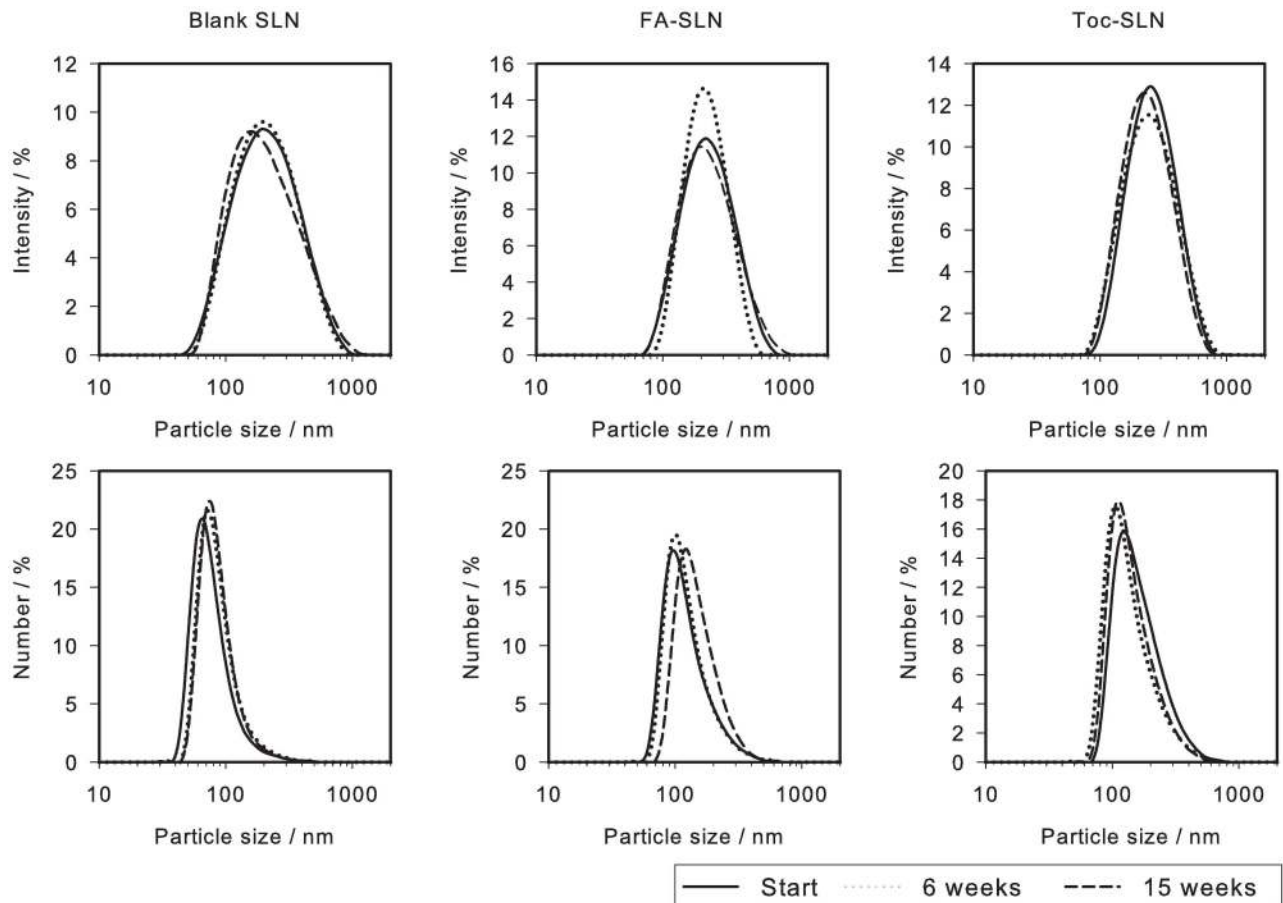 Blank SLN
FA-SLN
Toc-SLN
12
10
8
6
4
2
0
Intensity / %
10 100 1000
Particle size / nm
16
14
12
10
8
6
4
2
0
Intensity / %
10 100 1000
Particle size / nm
14
12
10
8
6
4
2
0
Intensity / %
10 100 1000
Particle size / nm
25
20
15
10
5
0
Number / %
10 100 1000
Particle size / nm
25
20
15
10
5
0
Number / %
10 100 1000
Particle size / nm
20
18
16
14
12
10
8
6
4
2
0
Number / %
10 100 1000
Particle size / nm
Start 6 weeks 15 weeks